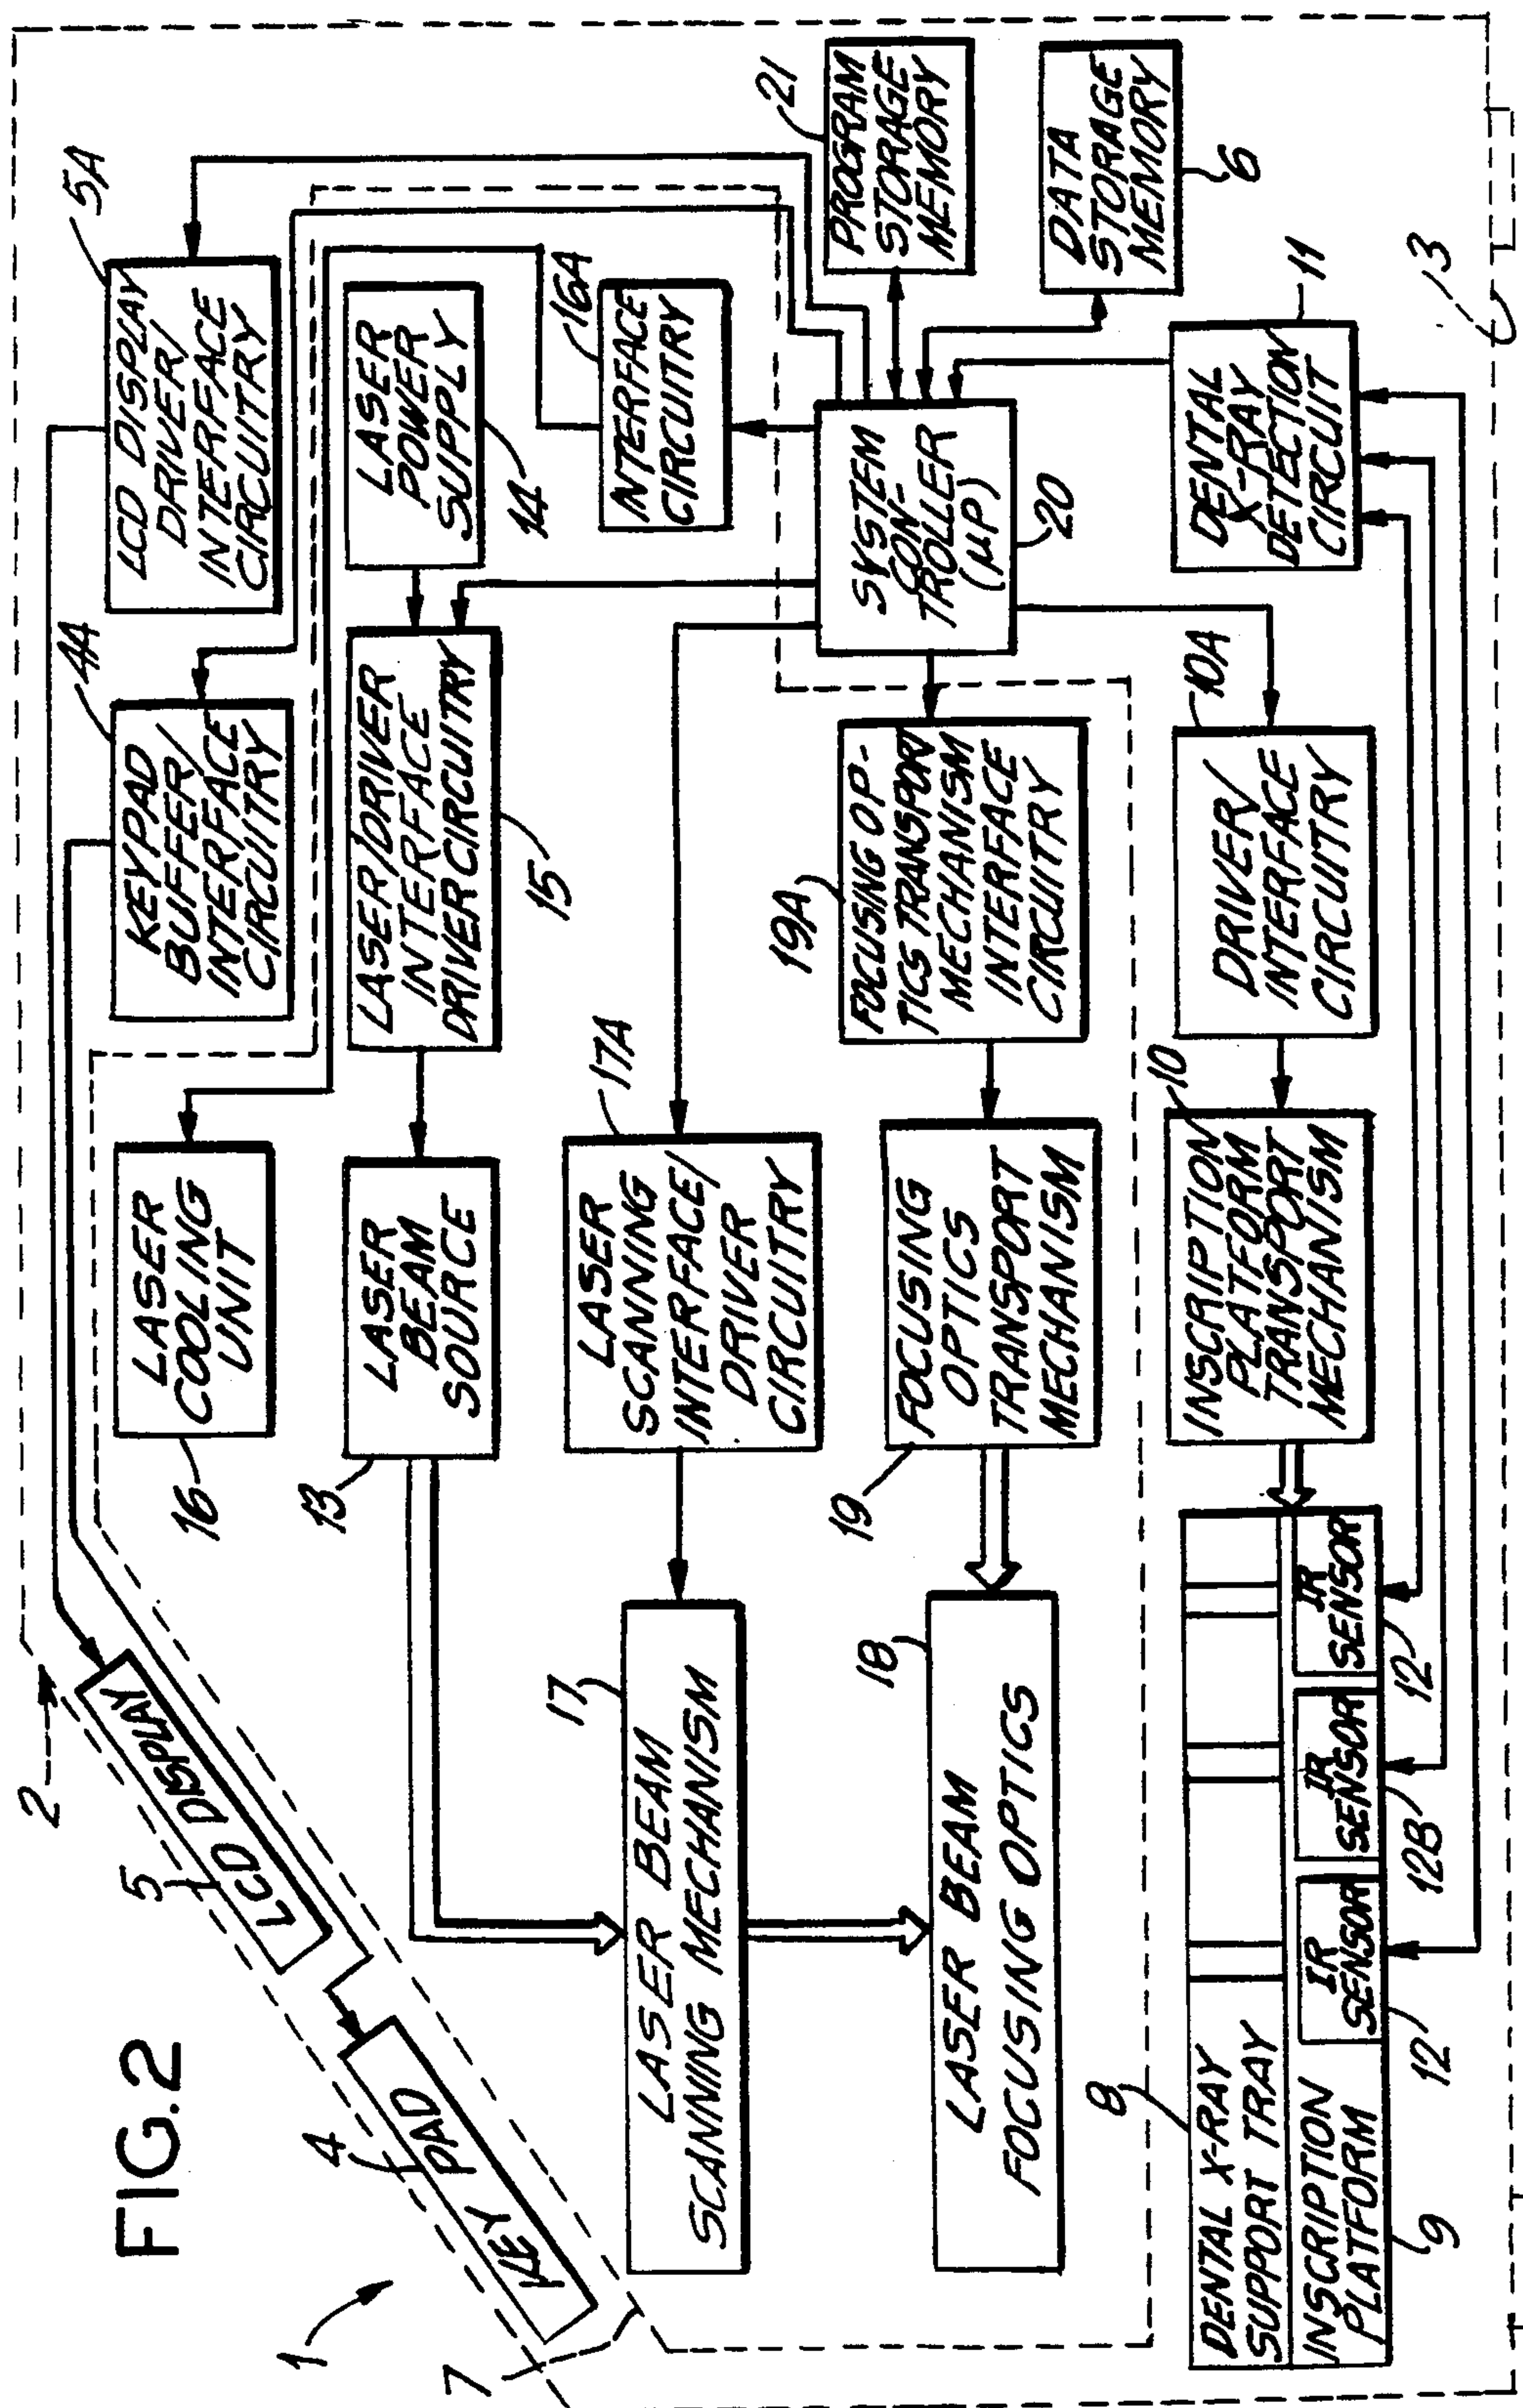 FIG.2
1
2
3
7
LCD DISPLAY
5
KEY PAD
4
LCD DISPLAY
DRIVER/
INTERFACE
CIRCUITRY
5A
KEYPAD
BUFFER/
INTERFACE
CIRCUITRY
4A
LASER
COOLING
UNIT
16
LASER
POWER
SUPPLY
14
LASER/DRIVER
INTERFACE
DRIVER CIRCUITRY
15
LASER
BEAM
SOURCE
13
INTERFACE
CIRCUITRY
16A
LASER
SCANNING
INTERFACE/
DRIVER
CIRCUITRY
17A
LASER BEAM
SCANNING MECHANISM
17
PROGRAM
STORAGE
MEMORY
21
SYSTEM
CON-
TROLLER
(μP)
20
FOCUSING OP-
TICS TRANSPORT
MECHANISM
INTERFACE
CIRCUITRY
19A
FOCUSING
OPTICS
TRANSPORT
MECHANISM
19
LASER BEAM
FOCUSING OPTICS
18
DATA
STORAGE
MEMORY
6
DENTAL
X-RAY
DETECTION
CIRCUIT
11
DRIVER/
INTERFACE
CIRCUITRY
10A
INSCRIPTION
PLATFORM
TRANSPORT
MECHANISM
10
DENTAL X-RAY
SUPPORT TRAY
8
INSCRIPTION
PLATFORM
9
IR
SENSOR
12
IR
SENSOR
12B
IR
SENSOR
12